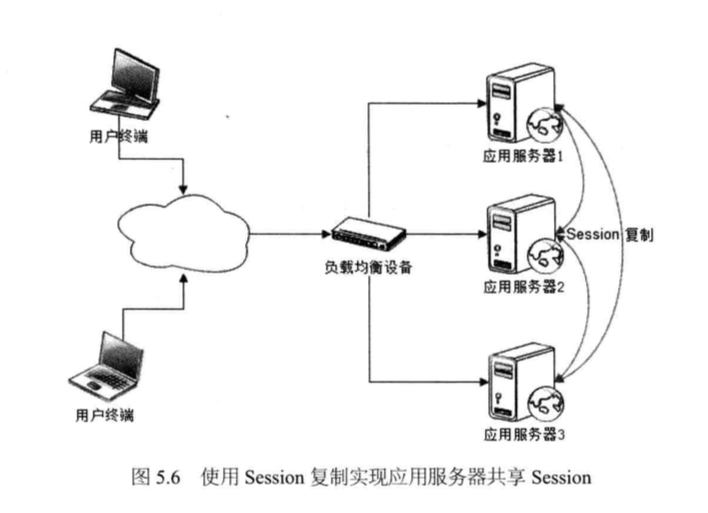 用户终端
应用服务器1
Session 复制
负载均衡设备
应用服务器2
用户终端
应用服务器3
图 5.6 使用 Session 复制实现应用服务器共享 Session